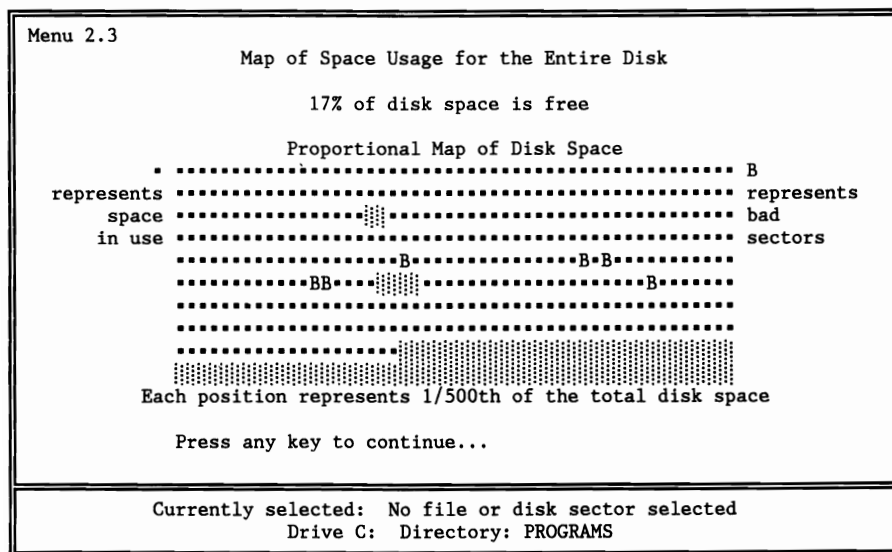 Menu 2.3
Map of Space Usage for the Entire Disk
17% of disk space is free
Proportional Map of Disk Space
B
represents represents
space bad
in use sectors
B B B
BB B
Each position represents 1/500th of the total disk space
Press any key to continue...
Currently selected: No file or disk sector selected
Drive C: Directory: PROGRAMS